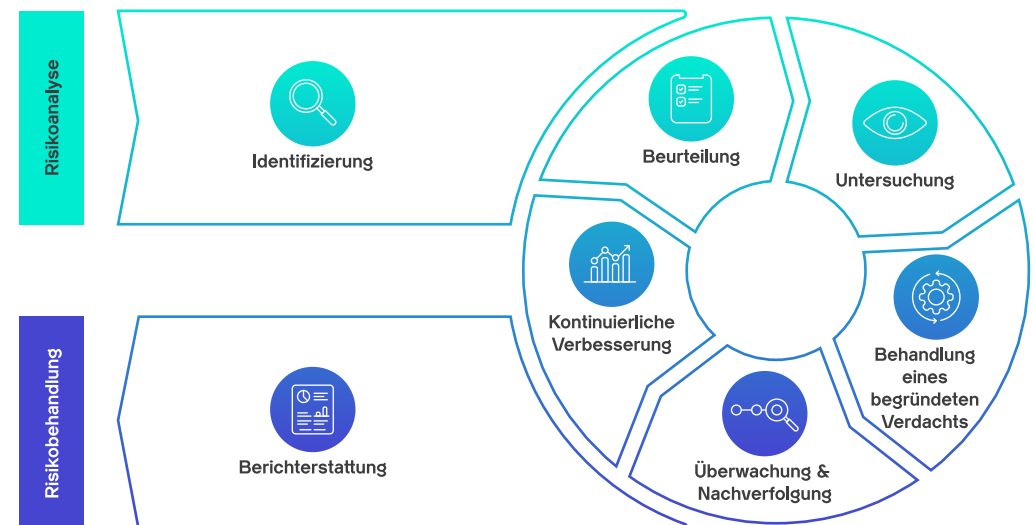 Risikoanalyse
Identifizierung
Beurteilung
Untersuchung
Kontinuierliche
Verbesserung
Behandlung
eines
begründeten
Verdachts
Risikobehandlung
Berichterstattung
Überwachung &
Nachverfolgung